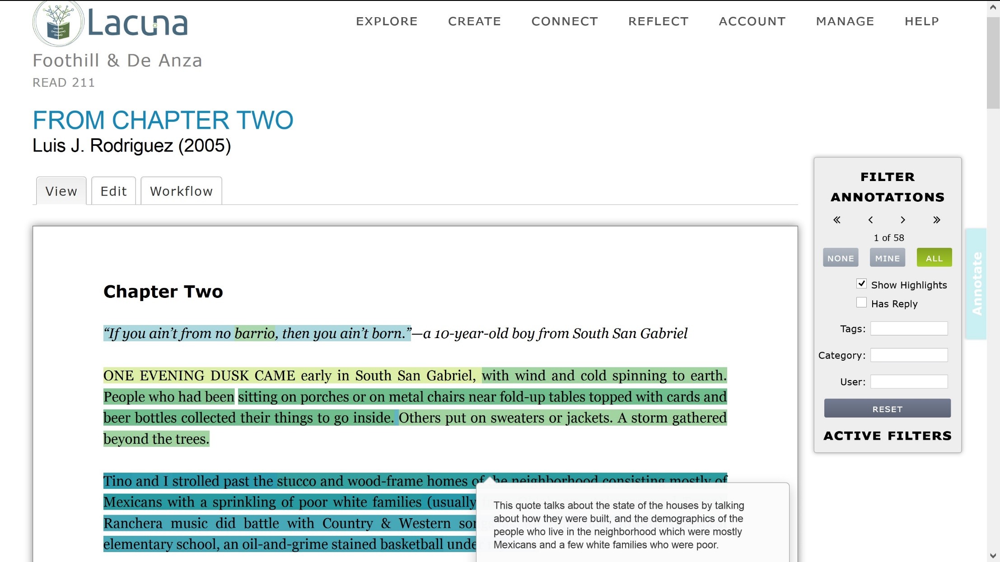 Lacuna
EXPLORE CREATE CONNECT REFLECT ACCOUNT MANAGE HELP
Foothill & De Anza
READ 211
FROM CHAPTER TWO
Luis J. Rodriguez (2005)
View Edit Workflow
Chapter Two
“If you ain’t from no barrio, then you ain’t born.”—a 10-year-old boy from South San Gabriel
ONE EVENING DUSK CAME early in South San Gabriel, with wind and cold spinning to earth.
People who had been sitting on porches or on metal chairs near fold-up tables topped with cards and
beer bottles collected their things to go inside. Others put on sweaters or jackets. A storm gathered
beyond the trees.
Tino and I strolled past the stucco and wood-frame homes of the neighborhood consisting mostly of
Mexicans with a sprinkling of poor white families (usually
Ranchera music did battle with Country & Western songs
elementary school, an oil-and-grime stained basketball under
This quote talks about the state of the houses by talking
about how they were built, and the demographics of the
people who live in the neighborhood which were mostly
Mexicans and a few white families who were poor.
FILTER
ANNOTATIONS
« < > »
1 of 58
NONE MINE ALL
Show Highlights
Has Reply
Tags:
Category:
User:
RESET
ACTIVE FILTERS
Annotate